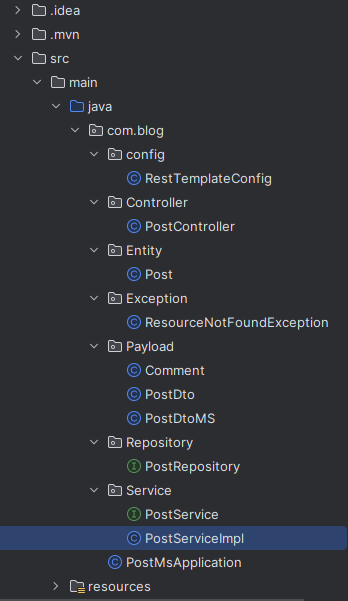 .idea
.mvn
src
main
java
com.blog
config
RestTemplateConfig
Controller
PostController
Entity
Post
Exception
ResourceNotFoundException
Payload
Comment
PostDto
PostDtoMS
Repository
PostRepository
Service
PostService
PostServiceImpl
PostMsApplication
resources